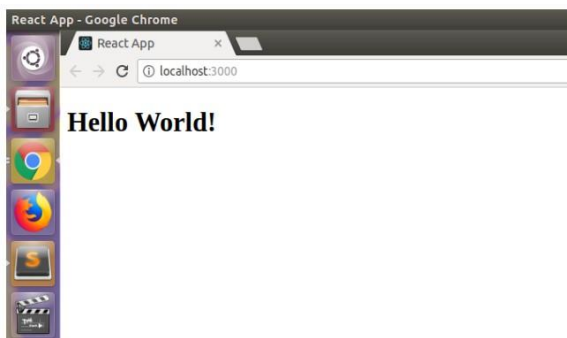 React App - Google Chrome
React App
localhost:3000
Hello World!
S